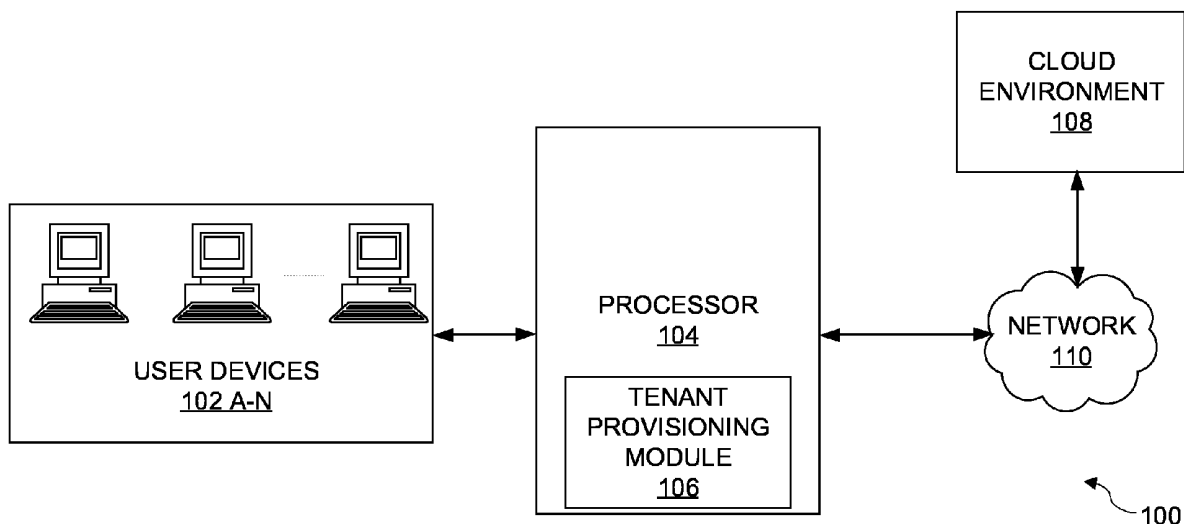 CLOUD
ENVIRONMENT
108
USER DEVICES
102 A-N
PROCESSOR
104
TENANT
PROVISIONING
MODULE
106
NETWORK
110
100